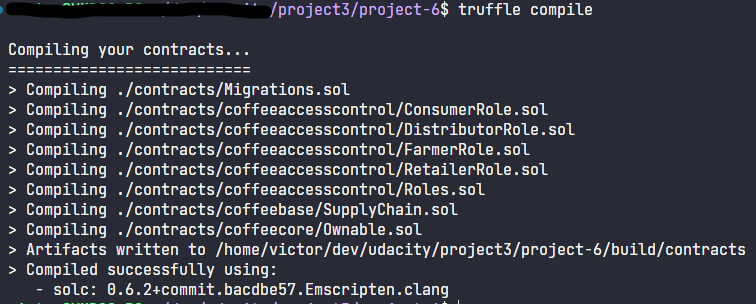 /project3/project-6$ truffle compile
Compiling your contracts...
===========================
> Compiling ./contracts/Migrations.sol
> Compiling ./contracts/coffeeaccesscontrol/ConsumerRole.sol
> Compiling ./contracts/coffeeaccesscontrol/DistributorRole.sol
> Compiling ./contracts/coffeeaccesscontrol/FarmerRole.sol
> Compiling ./contracts/coffeeaccesscontrol/RetailerRole.sol
> Compiling ./contracts/coffeeaccesscontrol/Roles.sol
> Compiling ./contracts/coffeebase/SupplyChain.sol
> Compiling ./contracts/coffeecore/Ownable.sol
> Artifacts written to /home/victor/dev/udacity/project3/project-6/build/contracts
> Compiled successfully using:
- solc: 0.6.2+commit.bacdbe57.Emscripten.clang